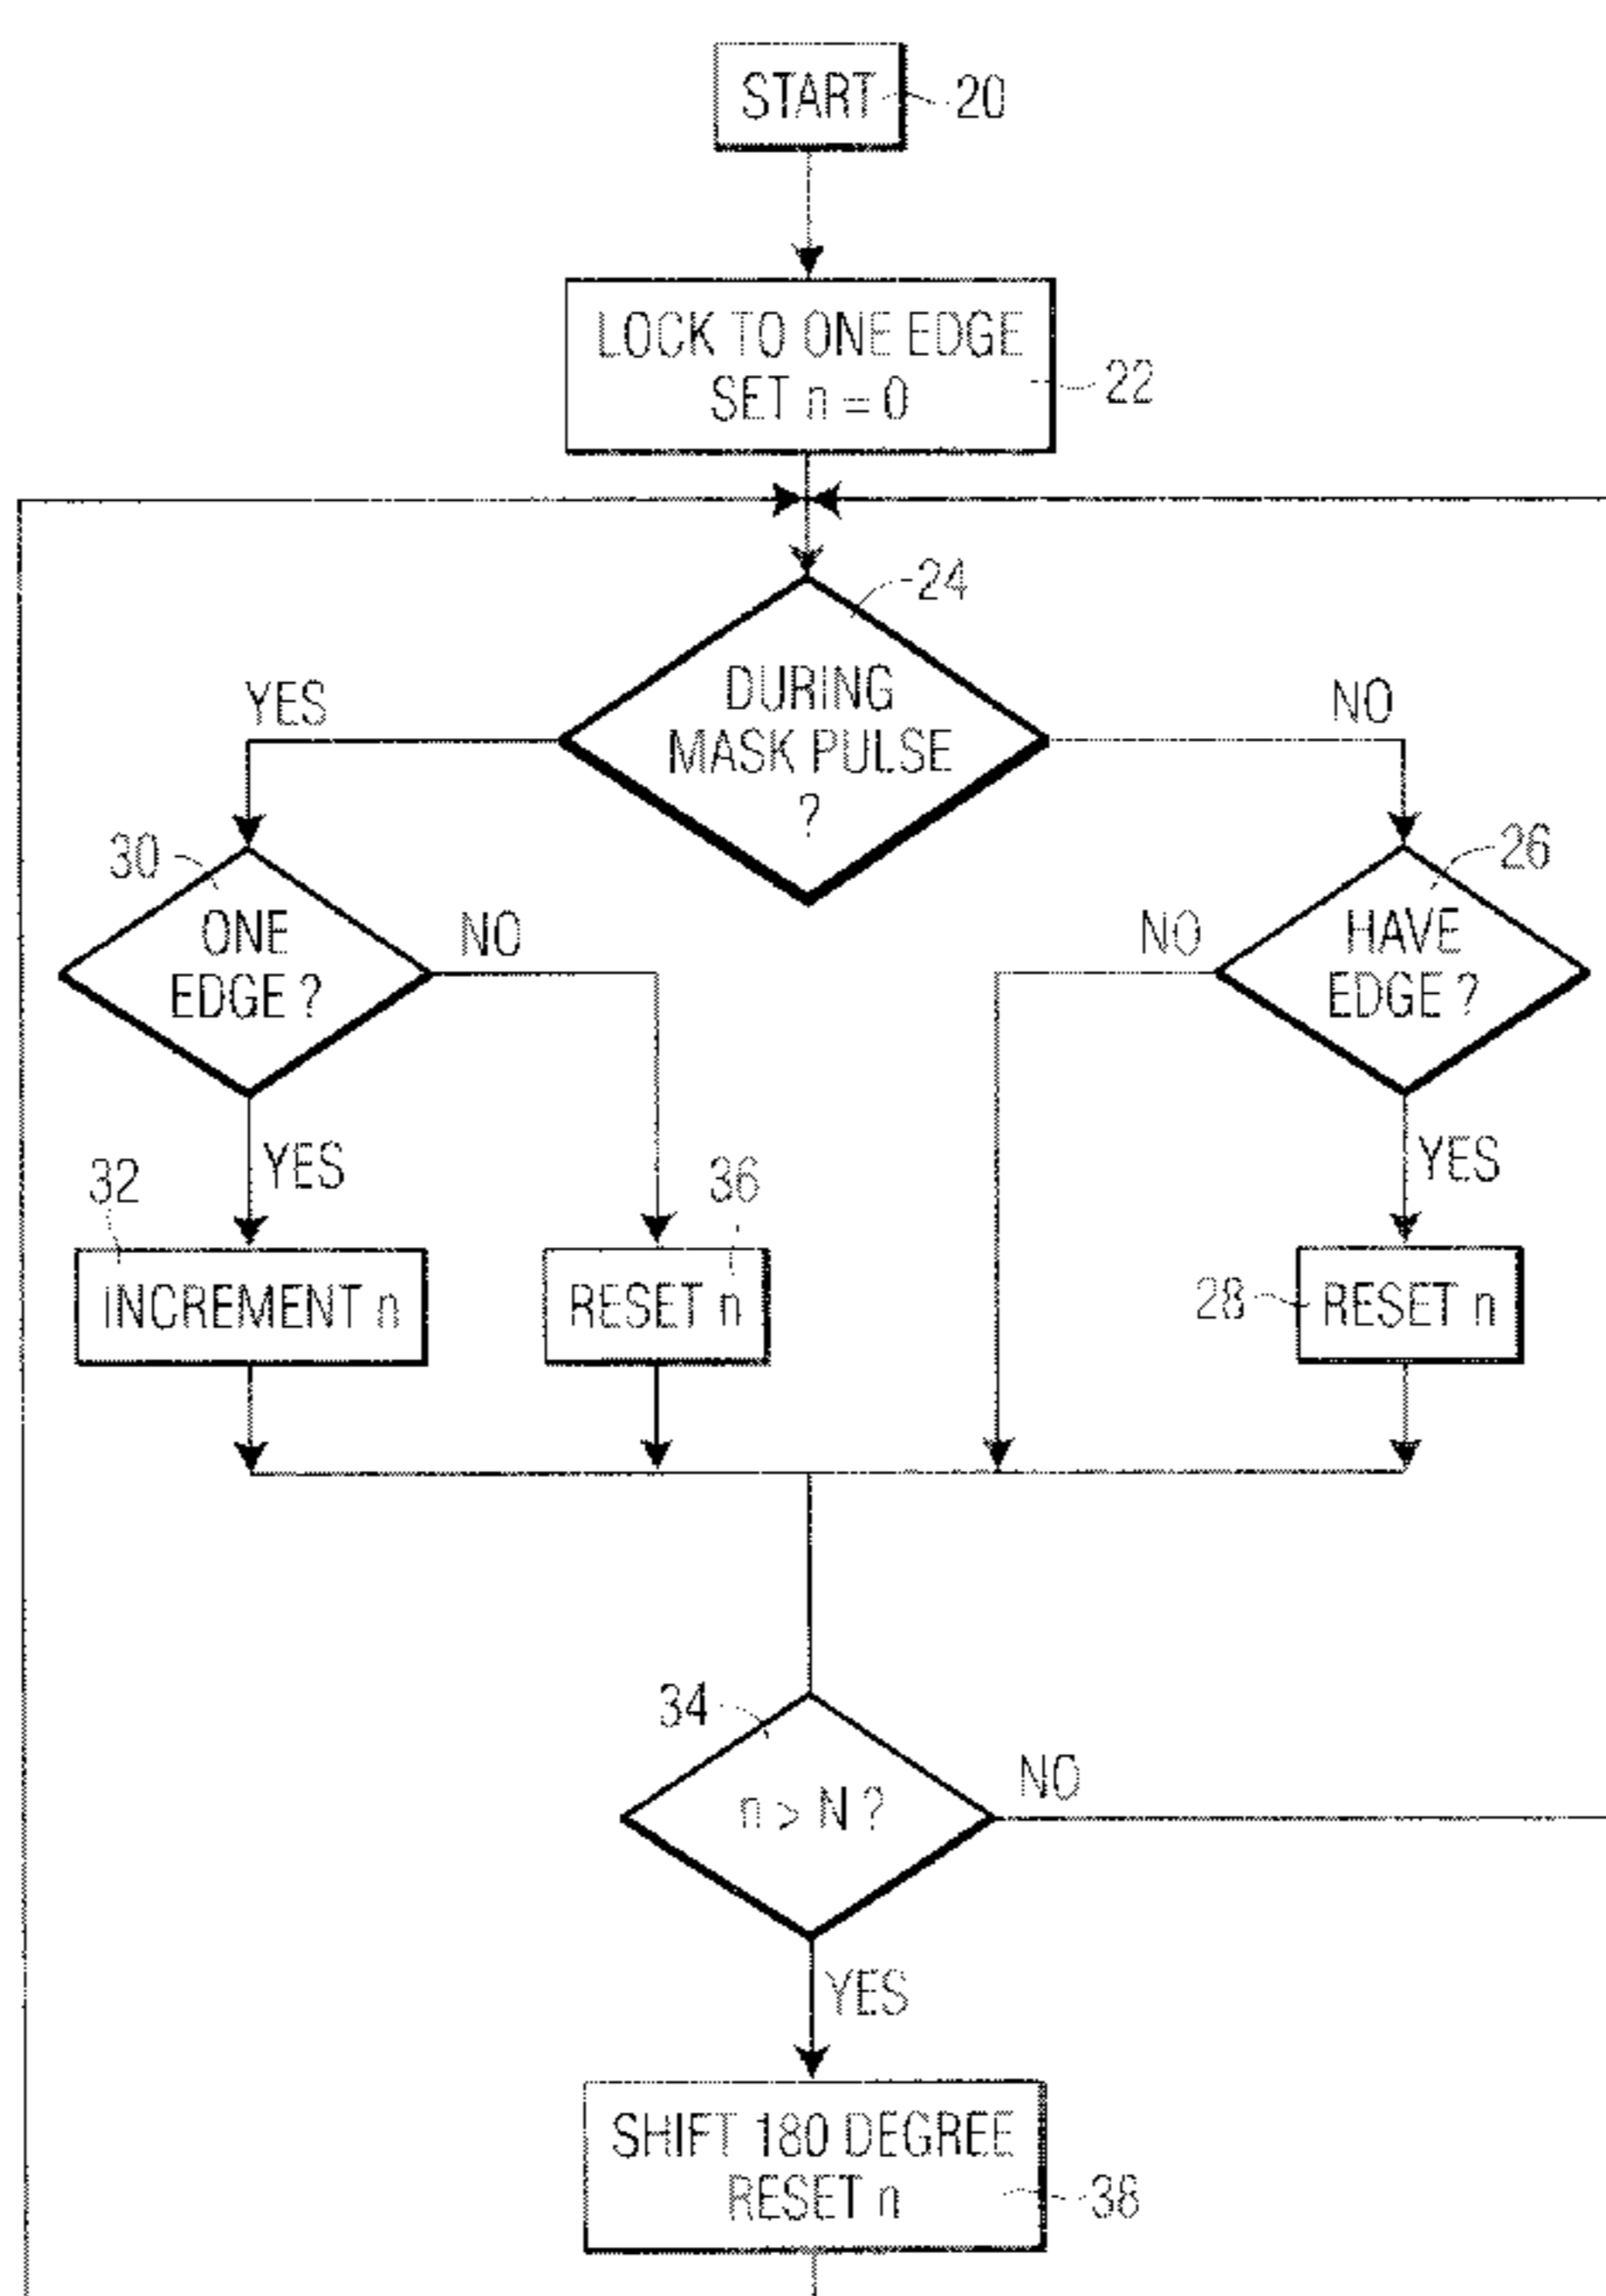 START
20
LOCK TO ONE EDGE
SET n = 0
22
24
DURING
MASK PULSE
?
YES
NO
30
ONE
EDGE ?
NO
26
HAVE
EDGE ?
NO
YES
YES
32
INCREMENT n
36
RESET n
28
RESET n
34
n > N ?
NO
YES
SHIFT 180 DEGREE
RESET n
38